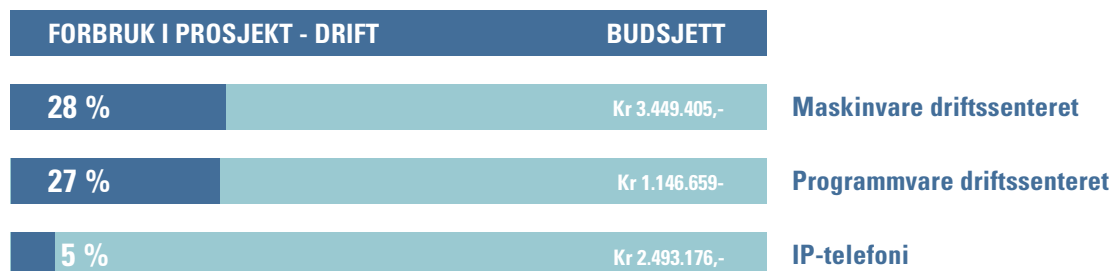 FORBRUK I PROSJEKT - DRIFT BUDSJETT
28 % Kr 3.449.405,- Maskinvare driftssenteret
27 % Kr 1.146.659- Programmvare driftssenteret
5 % Kr 2.493.176,- IP-telefoni